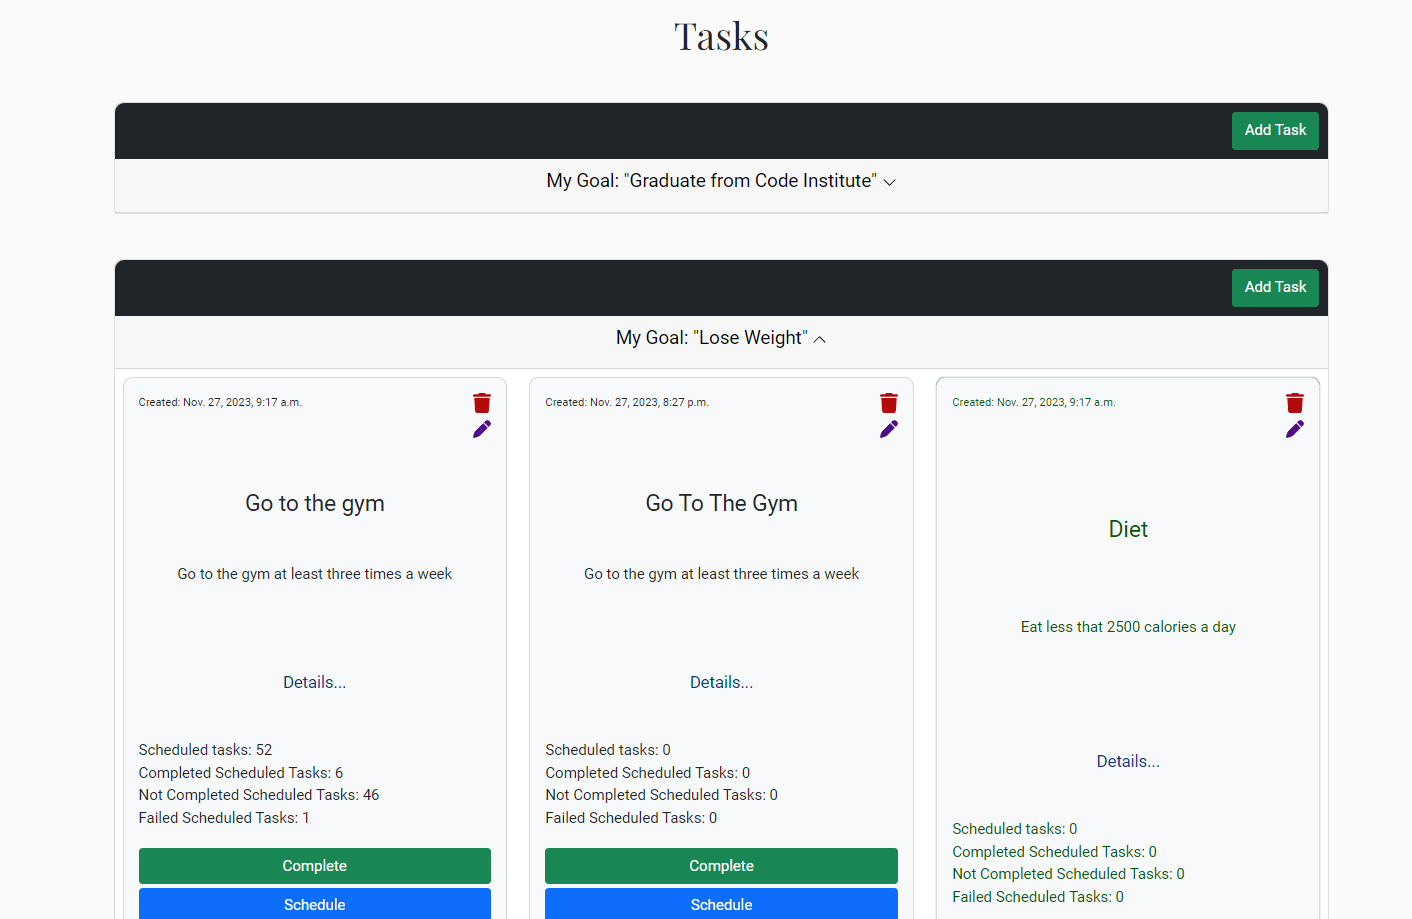 Tasks
Add Task
My Goal: "Graduate from Code Institute"
Add Task
My Goal: "Lose Weight"
Created: Nov. 27, 2023, 9:17 a.m.
Go to the gym
Go to the gym at least three times a week
Details...
Scheduled tasks: 52
Completed Scheduled Tasks: 6
Not Completed Scheduled Tasks: 46
Failed Scheduled Tasks: 1
Complete
Schedule
Created: Nov. 27, 2023, 8:27 p.m.
Go To The Gym
Go to the gym at least three times a week
Details...
Scheduled tasks: 0
Completed Scheduled Tasks: 0
Not Completed Scheduled Tasks: 0
Failed Scheduled Tasks: 0
Complete
Schedule
Created: Nov. 27, 2023, 9:17 a.m.
Diet
Eat less that 2500 calories a day
Details...
Scheduled tasks: 0
Completed Scheduled Tasks: 0
Not Completed Scheduled Tasks: 0
Failed Scheduled Tasks: 0